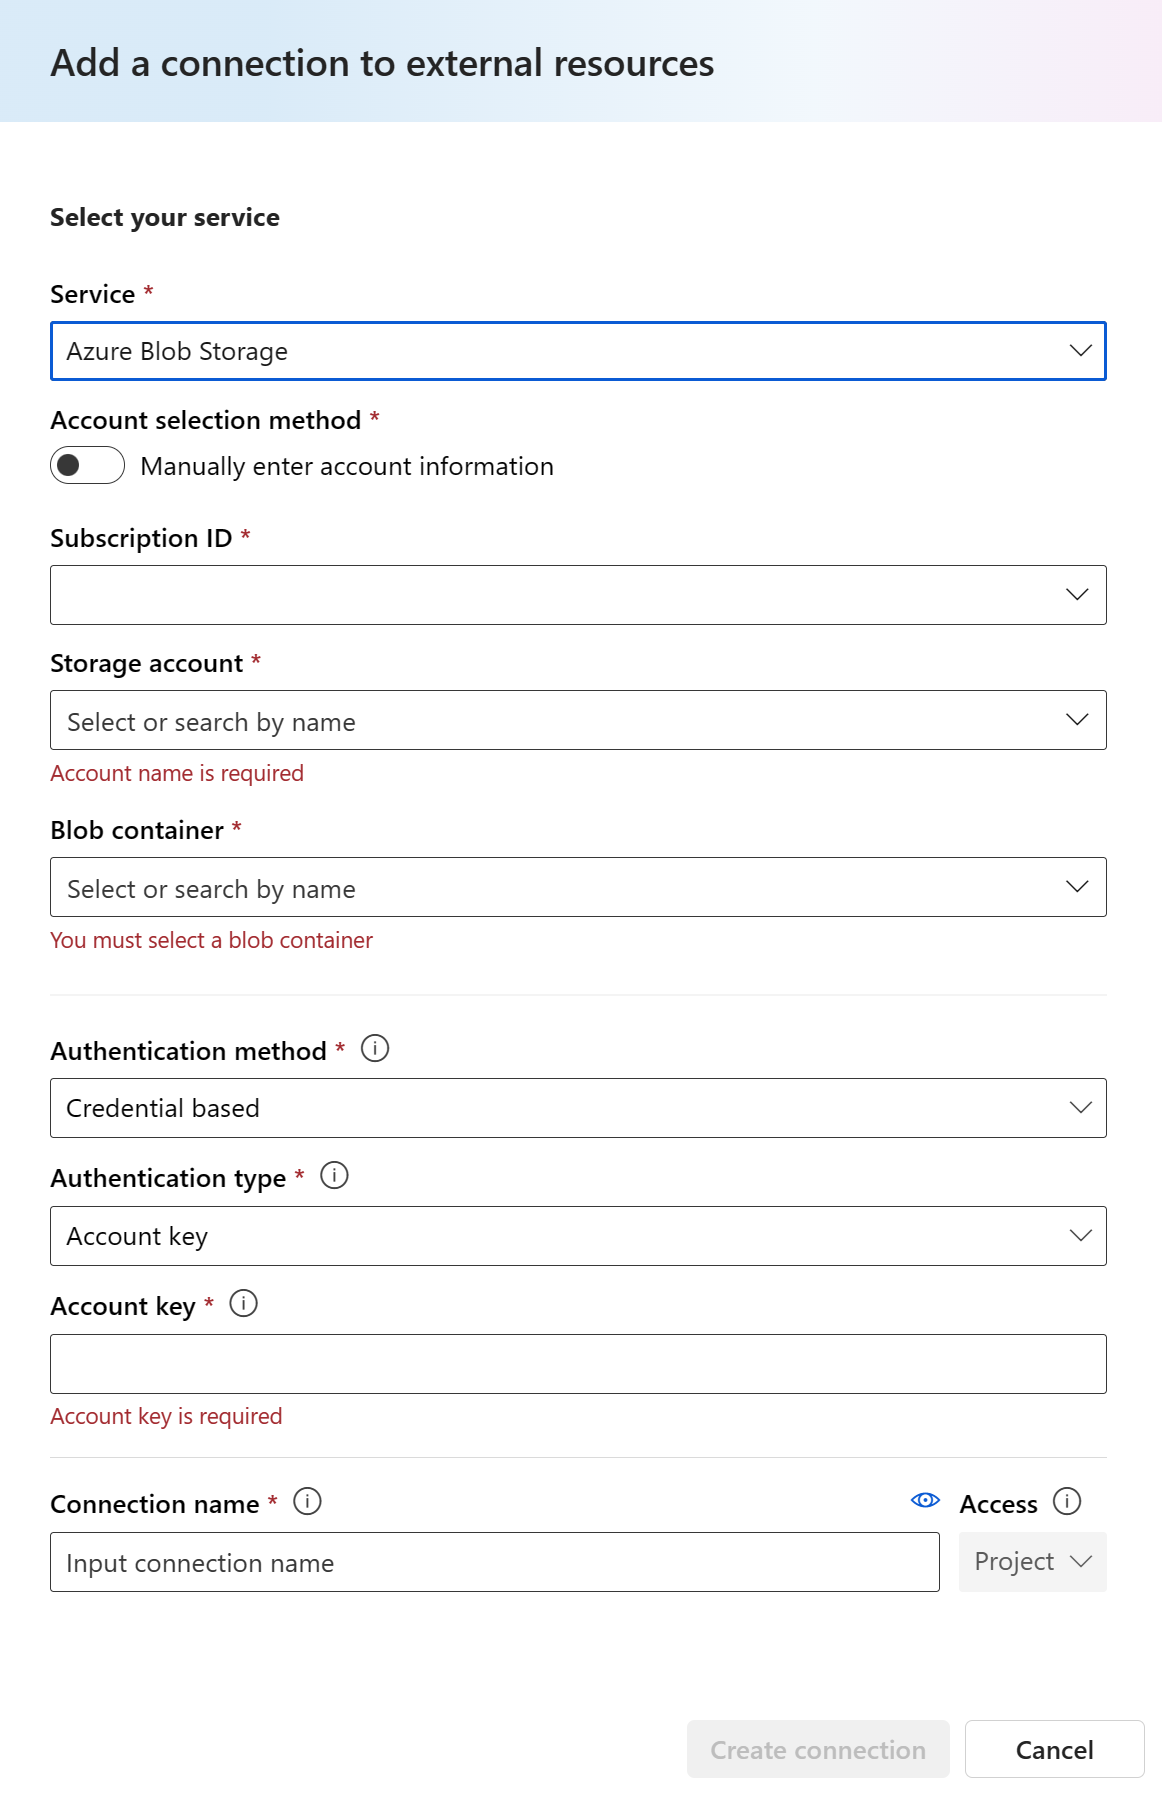 Add a connection to external resources
Select your service
Service *
Azure Blob Storage
Account selection method *
Manually enter account information
Subscription ID *
Storage account *
Select or search by name
Account name is required
Blob container *
Select or search by name
You must select a blob container
Authentication method *
Credential based
Authentication type *
Account key
Account key *
Account key is required
Connection name * Access
Input connection name Project
Create connection Cancel